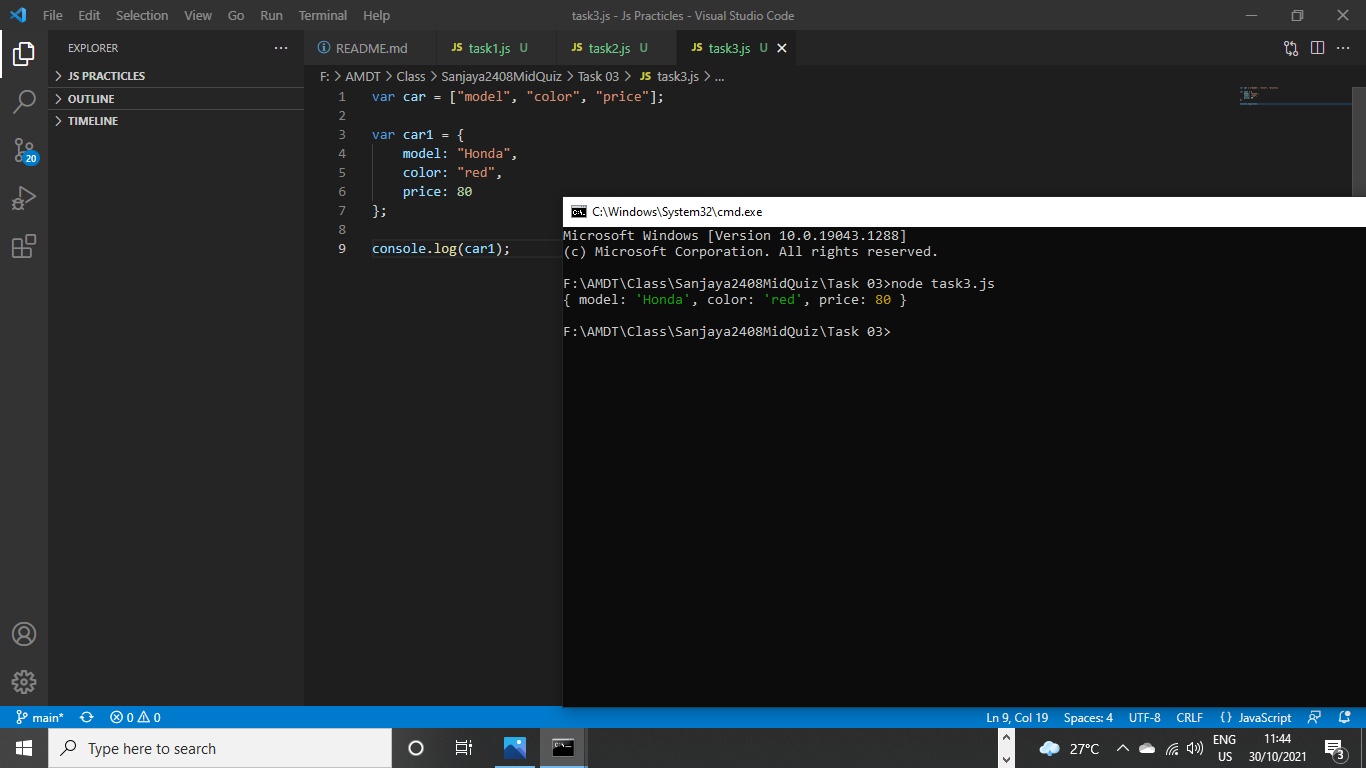 File Edit Selection View Go Run Terminal Help task3.js - Js Practicles - Visual Studio Code
EXPLORER
README.md JS task1.js U JS task2.js U JS task3.js U
JS PRACTICLES
OUTLINE
TIMELINE
F: > AMDT > Class > Sanjaya2408MidQuiz > Task 03 > JS task3.js > ...
1 var car = ["model", "color", "price"];
2
3 var car1 = {
4 model: "Honda",
5 color: "red",
6 price: 80
7 };
8
9 console.log(car1);
20
C:\Windows\System32\cmd.exe
Microsoft Windows [Version 10.0.19043.1288]
(c) Microsoft Corporation. All rights reserved.
F:\AMDT\Class\Sanjaya2408MidQuiz\Task 03>node task3.js
{ model: 'Honda', color: 'red', price: 80 }
F:\AMDT\Class\Sanjaya2408MidQuiz\Task 03>
main* 0 0 Ln 9, Col 19 Spaces: 4 UTF-8 CRLF {} JavaScript
Type here to search
27°C
ENG
US
11:44
30/10/2021
3